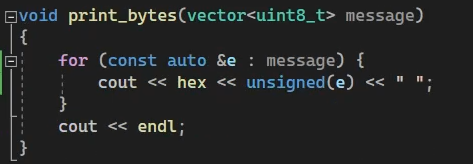 void print_bytes(vector<uint8_t> message)
{
    for (const auto &e : message) {
        cout << hex << unsigned(e) << " ";
    }
    cout << endl;
}